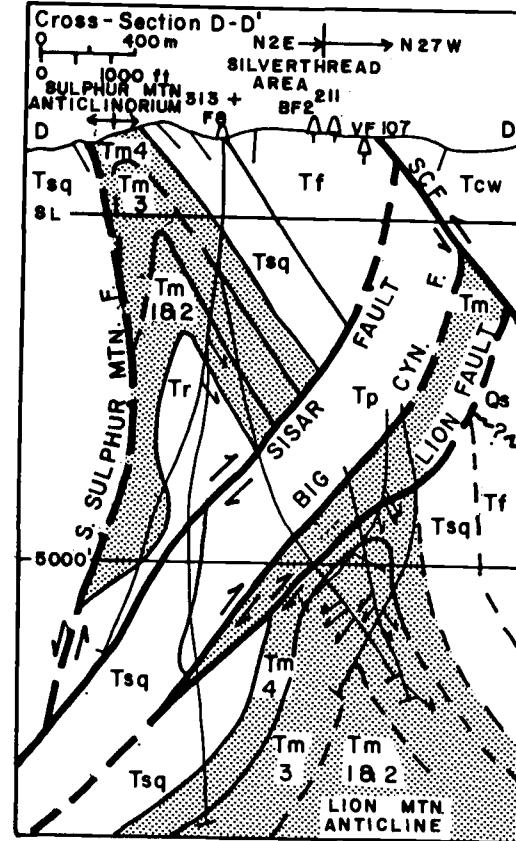 Cross-Section D-D'
0 400m
0 1000 ft
N2E N27W
SILVERTHREAD
AREA
SULPHUR MTN
ANTICLINORIUM
313 +
F8
BF2 211
VF 107
D D'
Tsq
Tm4
Tm
3
Tf
SCF
Tcw
SL
Tsq
Tm
1&2
Tr
Tm
S. SULPHUR MTN. F.
SISAR FAULT
BIG CYN. F.
LION FAULT
Tp
Qs
?
Tsq
Tf
5000'
Tsq
Tm
4
Tm
3
Tm
1&2
Tsq
LION MTN.
ANTICLINE